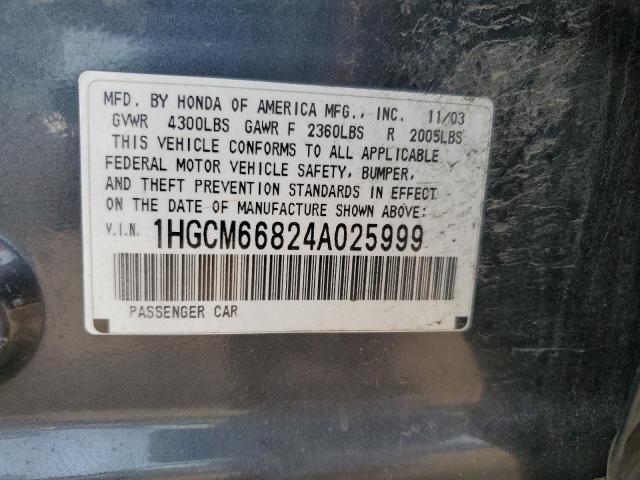 MFD. BY HONDA OF AMERICA MFG., INC. 11/03
GVWR 4300LBS GAWR F 2360LBS R 2005LBS
THIS VEHICLE CONFORMS TO ALL APPLICABLE
FEDERAL MOTOR VEHICLE SAFETY, BUMPER,
AND THEFT PREVENTION STANDARDS IN EFFECT
ON THE DATE OF MANUFACTURE SHOWN ABOVE:
V.I.N. 1HGCM66824A025999
PASSENGER CAR